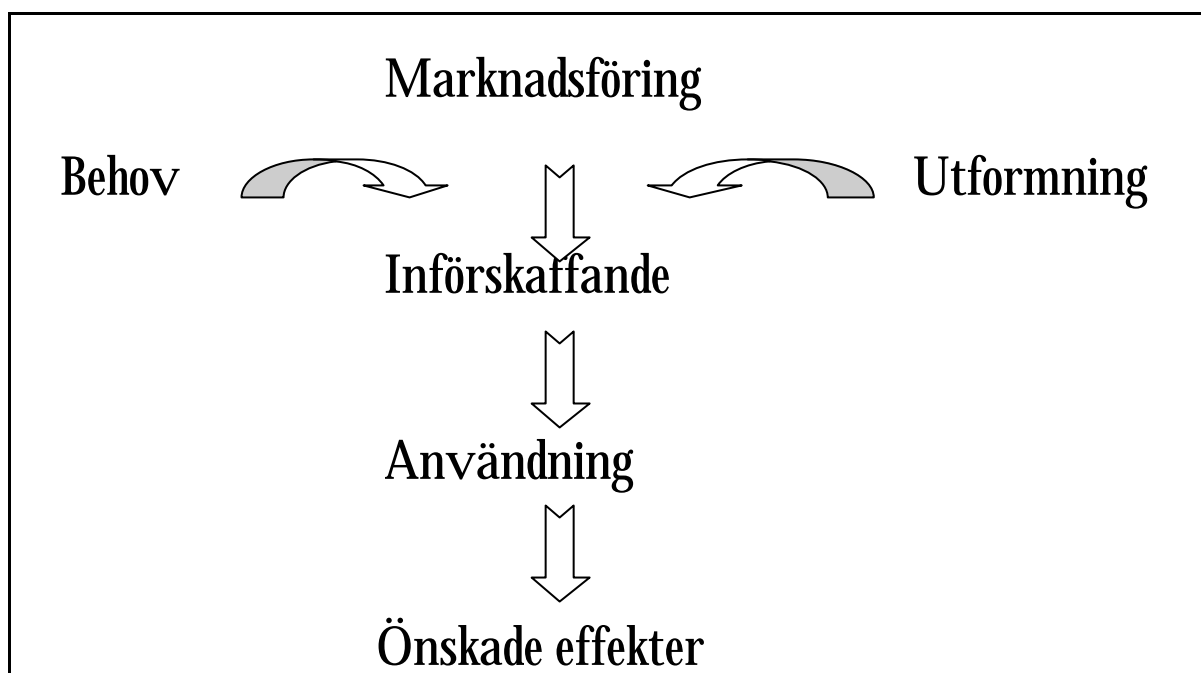 Marknadsföring
Behov
Utformning
Införskaffande
Användning
Önskade effekter